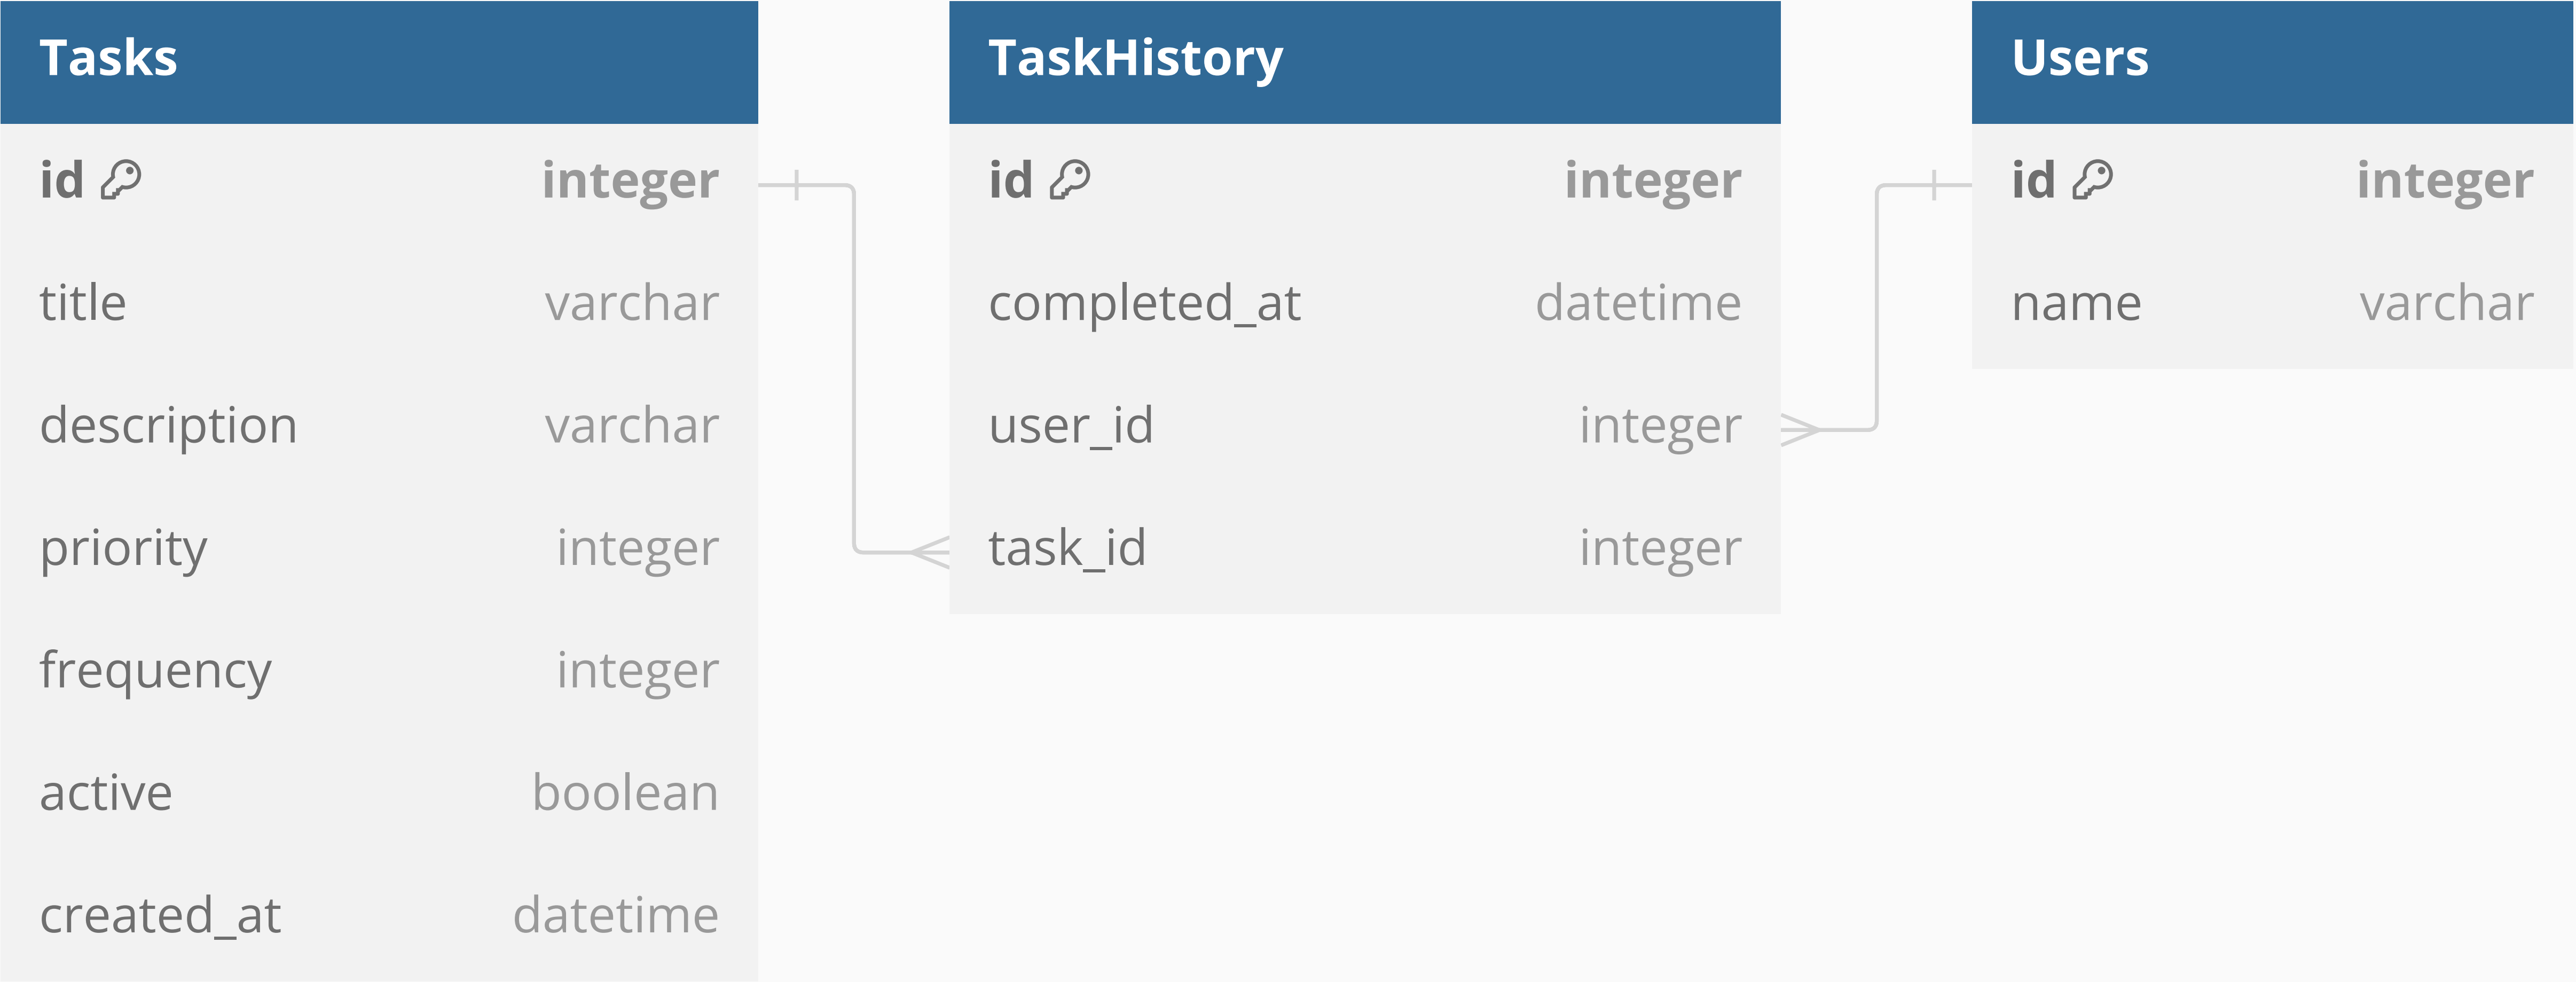 Tasks
id integer
title varchar
description varchar
priority integer
frequency integer
active boolean
created_at datetime
TaskHistory
id integer
completed_at datetime
user_id integer
task_id integer
Users
id integer
name varchar